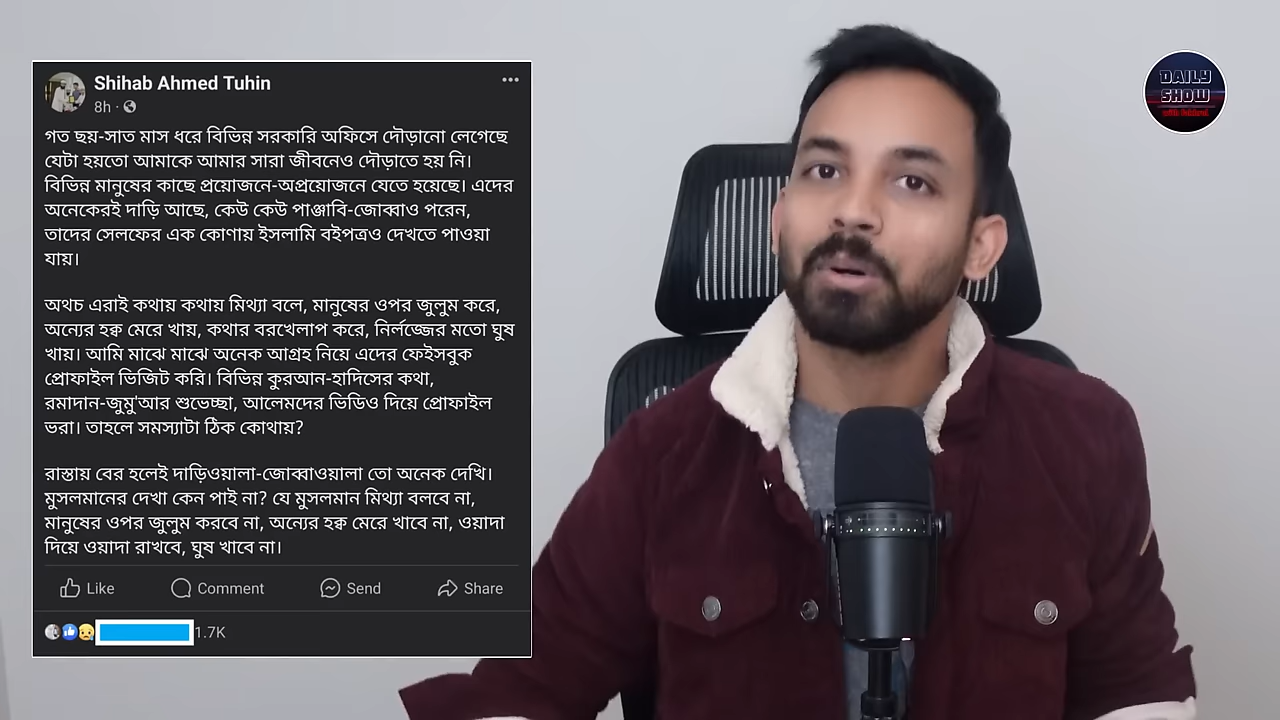 Shihab Ahmed Tuhin
8h ·
গত ছয়-সাত মাস ধরে বিভিন্ন সরকারি অফিসে দৌড়ানো লেগেছে
যেটা হয়তো আমাকে আমার সারা জীবনেও দৌড়াতে হয় নি।
বিভিন্ন মানুষের কাছে প্রয়োজনে-অপ্রয়োজনে যেতে হয়েছে। এদের
অনেকেরই দাড়ি আছে, কেউ কেউ পাঞ্জাবি-জোব্বাও পরেন,
তাদের সেলফের এক কোণায় ইসলামি বইপত্রও দেখতে পাওয়া
যায়।
অথচ এরাই কথায় কথায় মিথ্যা বলে, মানুষের ওপর জুলুম করে,
অন্যের হক্ব মেরে খায়, কথার বরখেলাপ করে, নির্লজ্জের মতো ঘুষ
খায়। আমি মাঝে মাঝে অনেক আগ্রহ নিয়ে এদের ফেইসবুক
প্রোফাইল ভিজিট করি। বিভিন্ন কুরআন-হাদিসের কথা,
রমাদান-জুমু'আর শুভেচ্ছা, আলেমদের ভিডিও দিয়ে প্রোফাইল
ভরা। তাহলে সমস্যাটা ঠিক কোথায়?
রাস্তায় বের হলেই দাড়িওয়ালা-জোব্বাওয়ালা তো অনেক দেখি।
মুসলমানের দেখা কেন পাই না? যে মুসলমান মিথ্যা বলবে না,
মানুষের ওপর জুলুম করবে না, অন্যের হক্ব মেরে খাবে না, ওয়াদা
দিয়ে ওয়াদা রাখবে, ঘুষ খাবে না।
Like Comment Send Share
1.7K
DAILY
SHOW